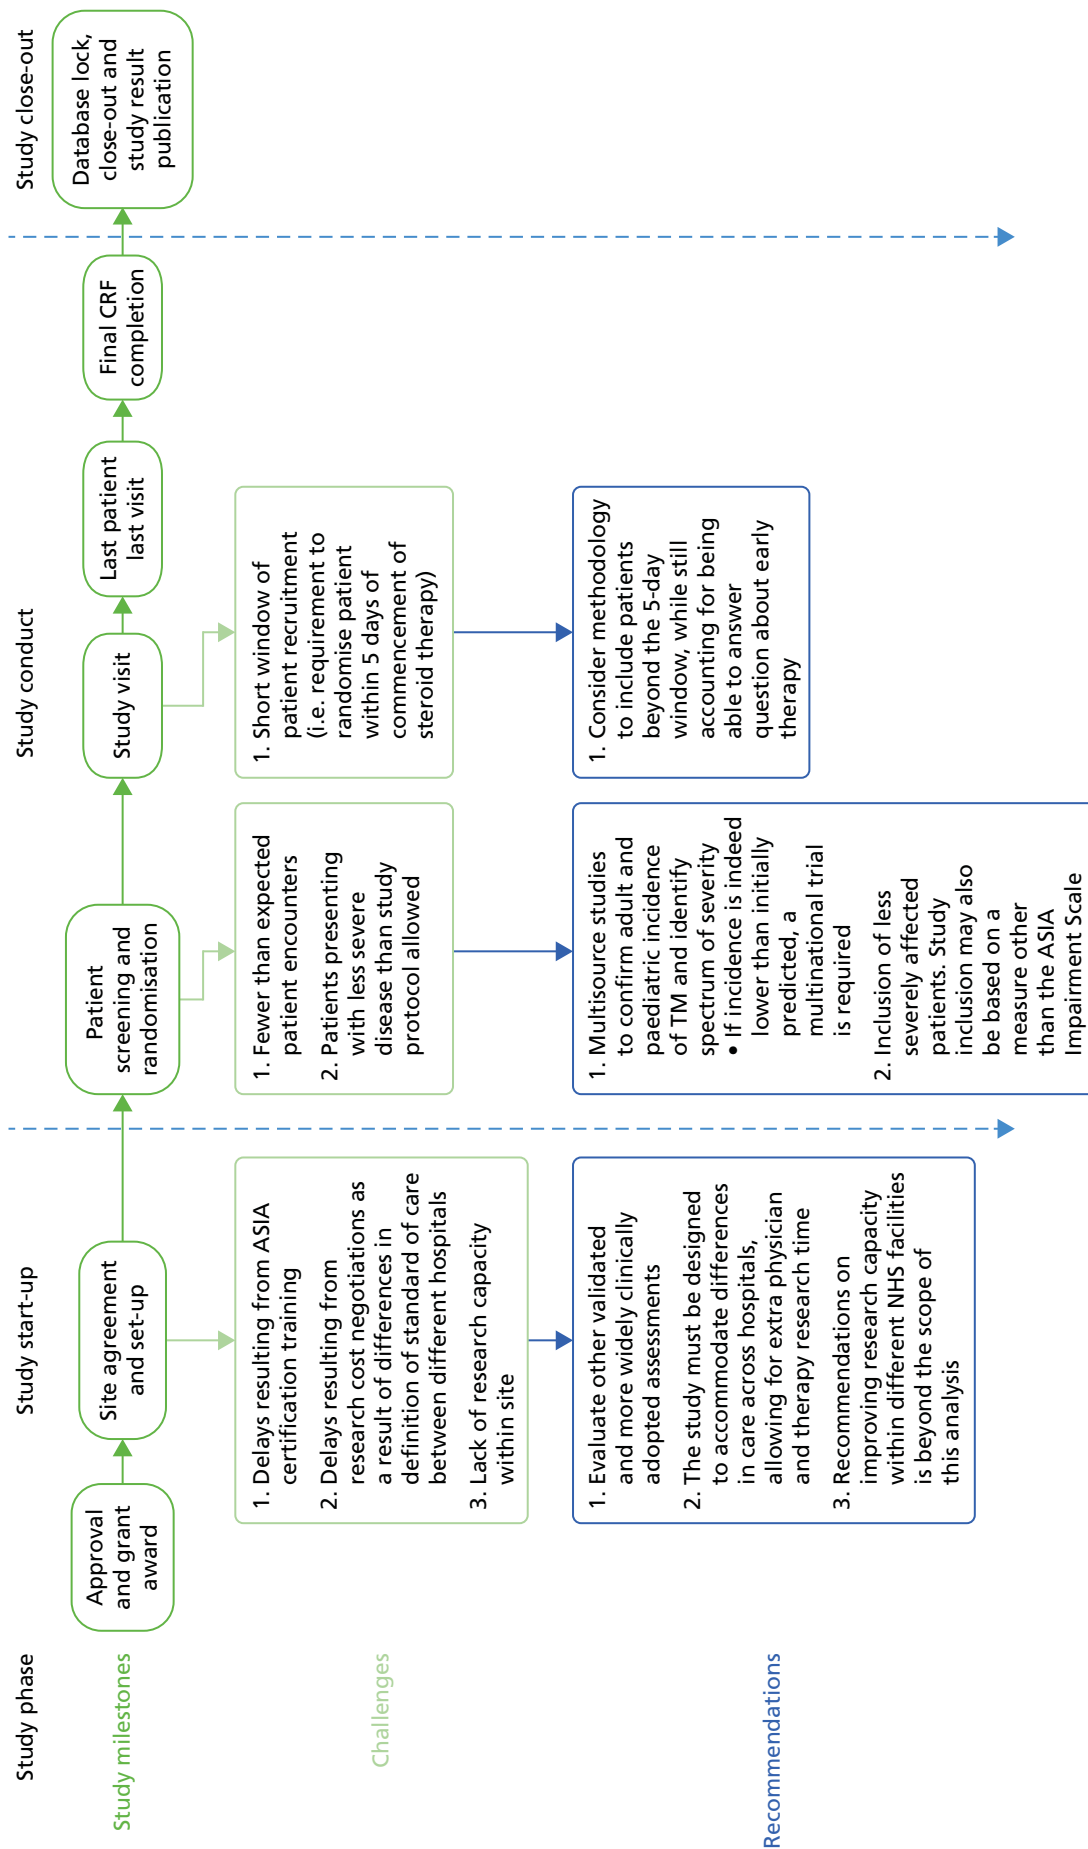 Study phase
Study start-up
Study conduct
Study close-out
Study milestones
Approval
and grant
award
Site agreement
and set-up
Patient
screening and
randomisation
Study visit
Last patient
last visit
Final CRF
completion
Database lock,
close-out and
study result
publication
Challenges
1. Delays resulting from ASIA
certification training
2. Delays resulting from
research cost negotiations as
a result of differences in
definition of standard of care
between different hospitals
3. Lack of research capacity
within site
1. Fewer than expected
patient encounters
2. Patients presenting
with less severe
disease than study
protocol allowed
1. Short window of
patient recruitment
(i.e. requirement to
randomise patient
within 5 days of
commencement of
steroid therapy)
Recommendations
1. Evaluate other validated
and more widely clinically
adopted assessments
2. The study must be designed
to accommodate differences
in care across hospitals,
allowing for extra physician
and therapy research time
3. Recommendations on
improving research capacity
within different NHS facilities
is beyond the scope of
this analysis
1. Multisource studies
to confirm adult and
paediatric incidence
of TM and identify
spectrum of severity
• If incidence is indeed
lower than initially
predicted, a
multinational trial
is required
2. Inclusion of less
severely affected
patients. Study
inclusion may also
be based on a
measure other
than the ASIA
Impairment Scale
1. Consider methodology
to include patients
beyond the 5-day
window, while still
accounting for being
able to answer
question about early
therapy